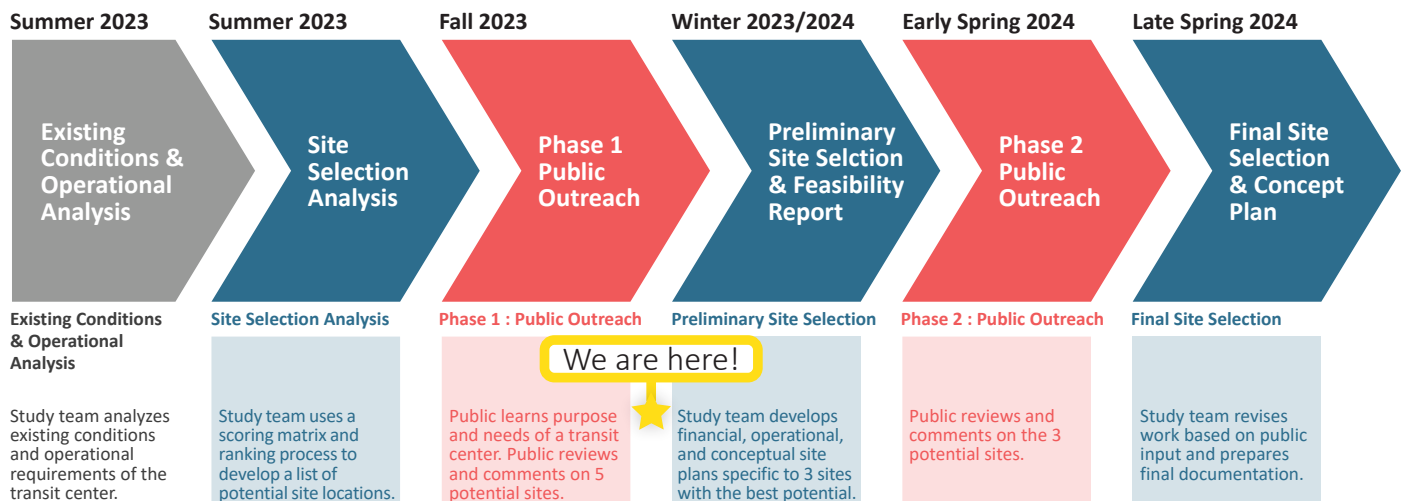 Summer 2023
Summer 2023
Fall 2023
Winter 2023/2024
Early Spring 2024
Late Spring 2024
Existing
Conditions &
Operational
Analysis
Site
Selection
Analysis
Phase 1
Public
Outreach
Preliminary
Site Selction
& Feasibility
Report
Phase 2
Public
Outreach
Final Site
Selection
& Concept
Plan
Existing Conditions
& Operational
Analysis
Study team analyzes
existing conditions
and operational
requirements of the
transit center.
Site Selection Analysis
Study team uses a
scoring matrix and
ranking process to
develop a list of
potential site locations.
Phase 1 : Public Outreach
We are here!
Public learns purpose
and needs of a transit
center. Public reviews
and comments on 5
potential sites.
Preliminary Site Selection
Study team develops
financial, operational,
and conceptual site
plans specific to 3 sites
with the best potential.
Phase 2 : Public Outreach
Public reviews and
comments on the 3
potential sites.
Final Site Selection
Study team revises
work based on public
input and prepares
final documentation.